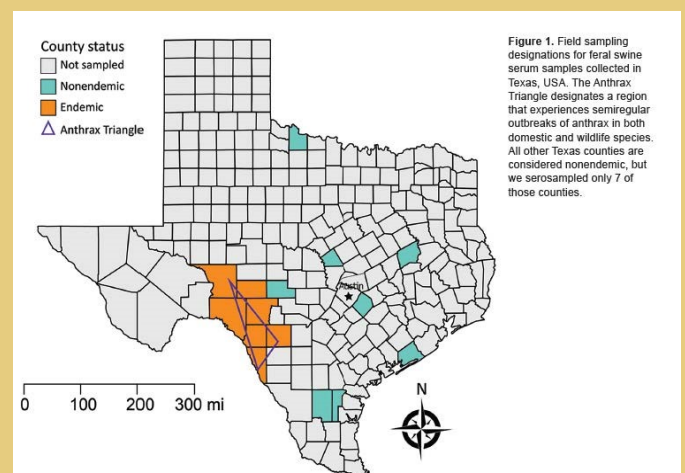 County status
Not sampled
Nonendemic
Endemic
Anthrax Triangle
Figure 1. Field sampling
designations for feral swine
serum samples collected in
Texas, USA. The Anthrax
Triangle designates a region
that experiences semiregular
outbreaks of anthrax in both
domestic and wildlife species.
All other Texas counties are
considered nonendemic, but
we serosampled only 7 of
those counties.
Austin
0 100 200 300 mi
N